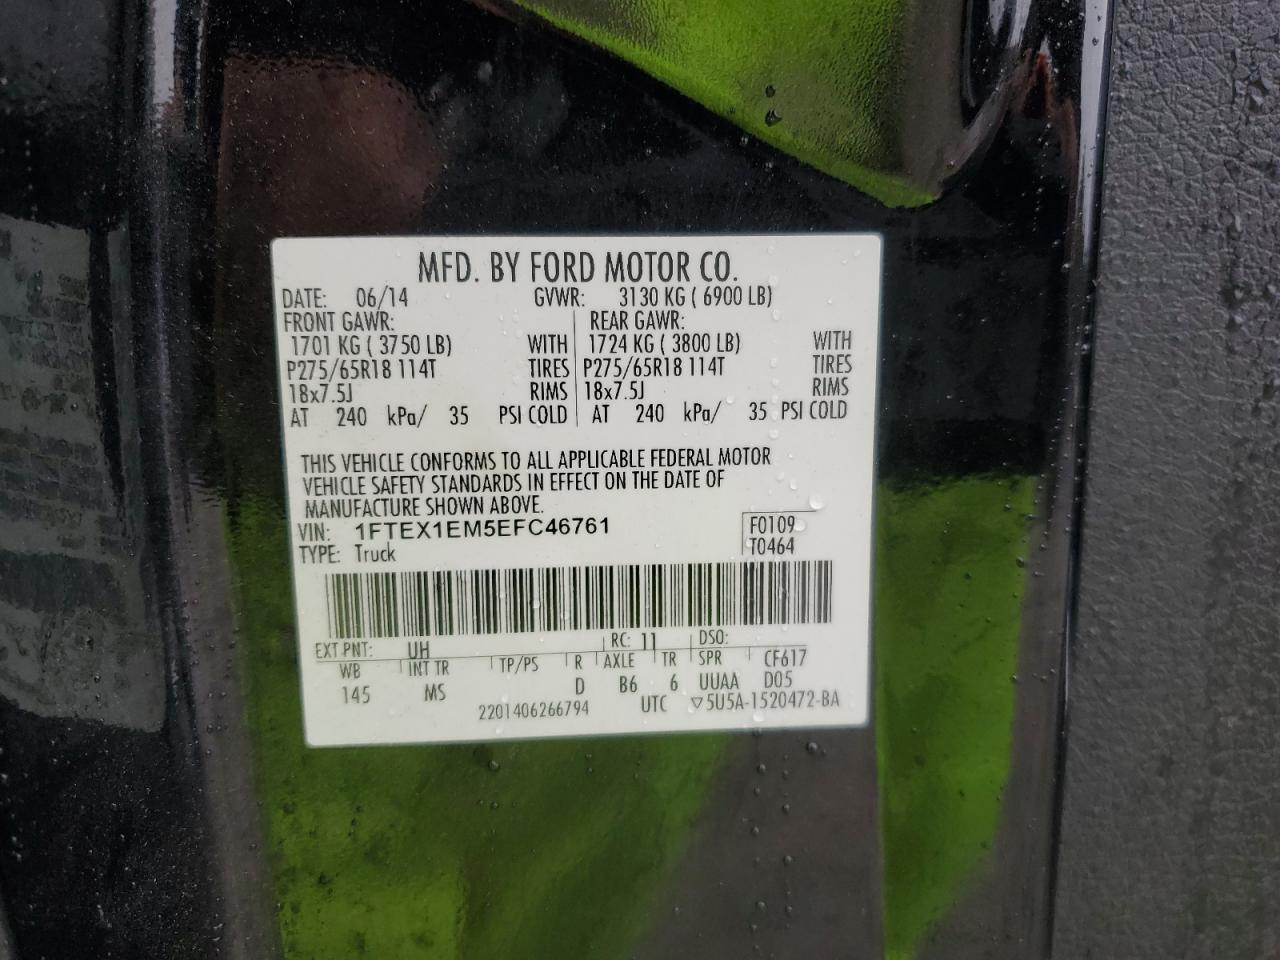 MFD. BY FORD MOTOR CO.
DATE: 06/14 GVWR: 3130 KG ( 6900 LB)
FRONT GAWR: REAR GAWR:
1701 KG ( 3750 LB) WITH 1724 KG ( 3800 LB) WITH
P275/65R18 114T TIRES P275/65R18 114T TIRES
18x7.5J RIMS 18x7.5J RIMS
AT 240 kPa/ 35 PSI COLD AT 240 kPa/ 35 PSI COLD
THIS VEHICLE CONFORMS TO ALL APPLICABLE FEDERAL MOTOR
VEHICLE SAFETY STANDARDS IN EFFECT ON THE DATE OF
MANUFACTURE SHOWN ABOVE.
VIN: 1FTEX1EM5EFC46761 F0109
TYPE: Truck T0464
EXT PNT: UH RC: 11 DSO:
WB INT TR TP/PS R AXLE TR SPR CF617
145 MS D B6 6 UUAA D05
2201406266794 UTC ▽5U5A-1520472-BA